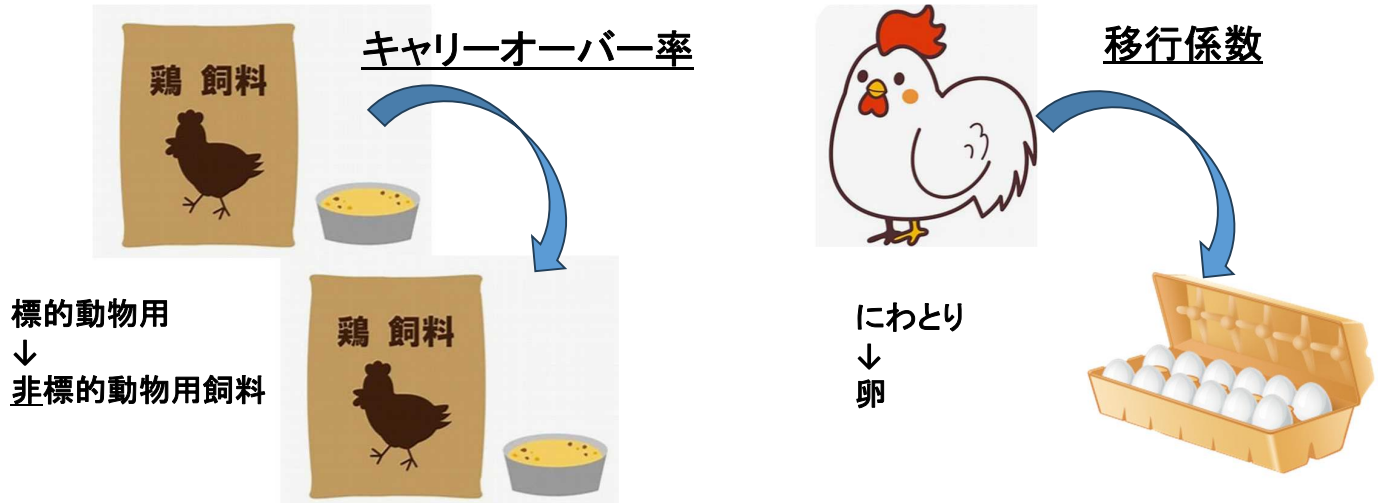 キャリーオーバー率
鶏 飼料
鶏 飼料
標的動物用
↓
非標的動物用飼料
移行係数
にわとり
↓
卵